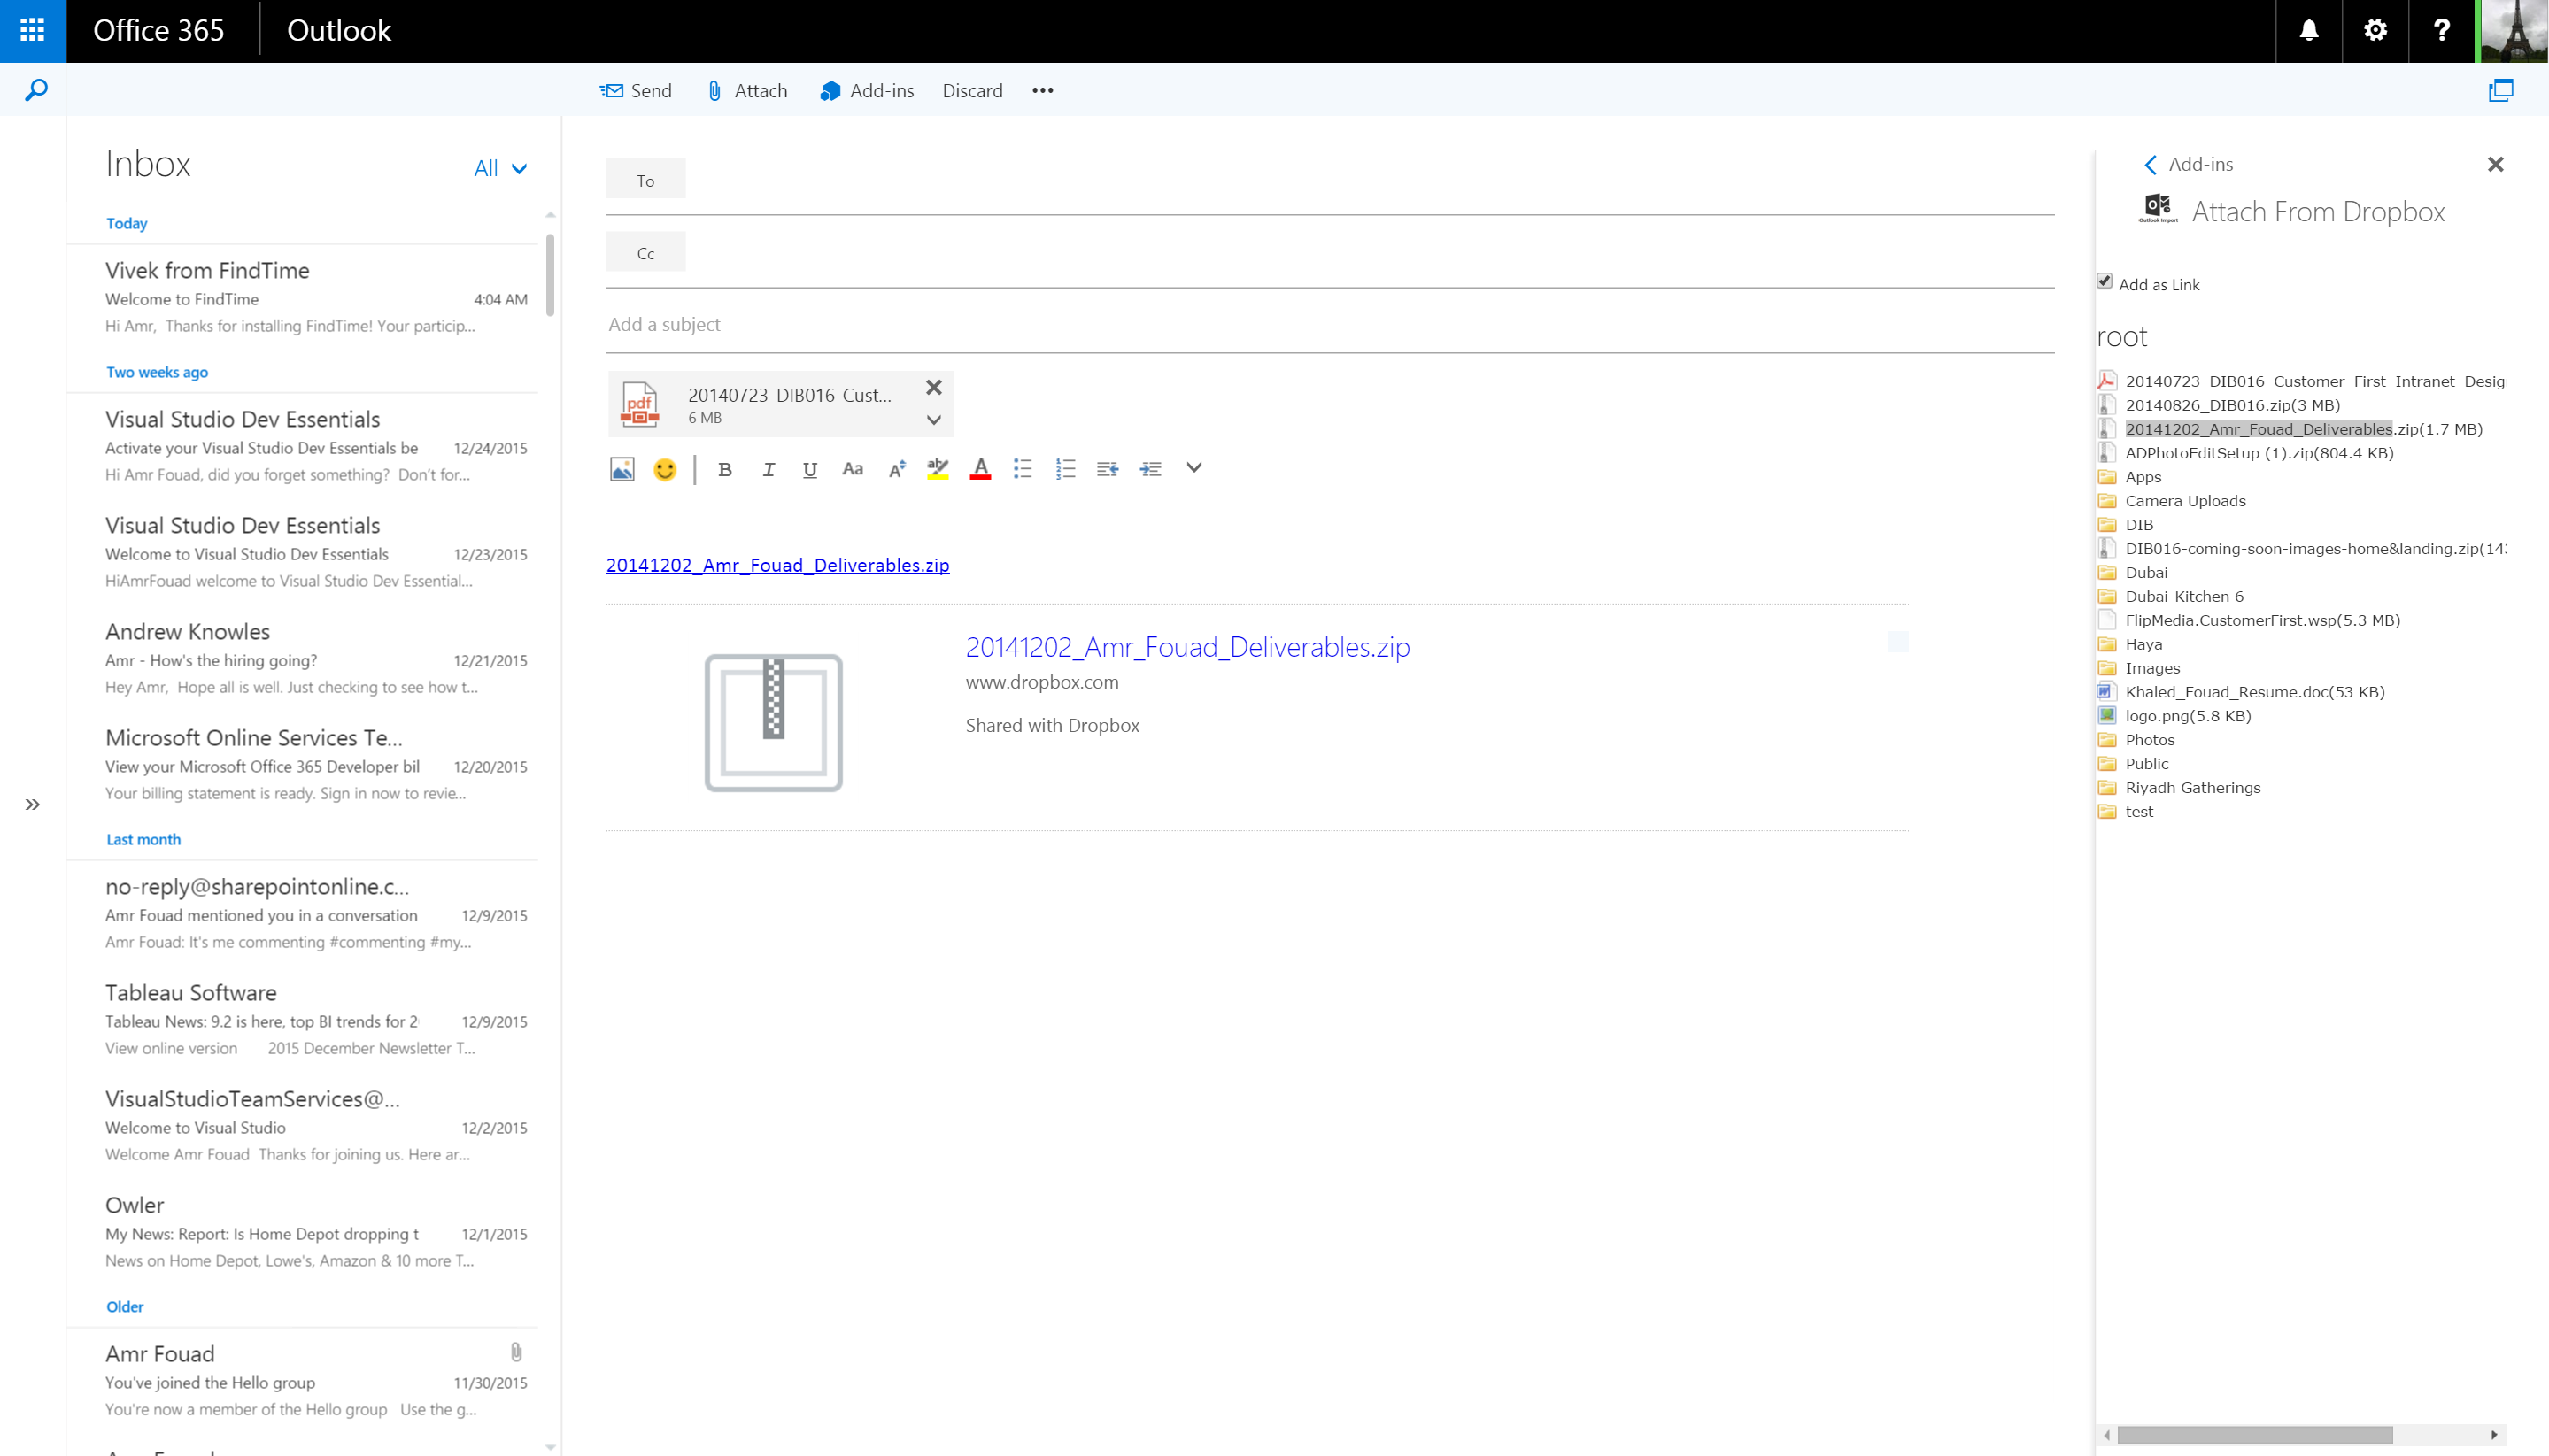 Office 365
Outlook
Send
Attach
Add-ins
Discard
Inbox
All
Today
Vivek from FindTime
Welcome to FindTime 4:04 AM
Hi Amr, Thanks for installing FindTime! Your particip...
Two weeks ago
Visual Studio Dev Essentials
Activate your Visual Studio Dev Essentials be 12/24/2015
Hi Amr Fouad, did you forget something? Don't for...
Visual Studio Dev Essentials
Welcome to Visual Studio Dev Essentials 12/23/2015
HiAmrFouad welcome to Visual Studio Dev Essential...
Andrew Knowles
Amr - How's the hiring going? 12/21/2015
Hey Amr, Hope all is well. Just checking to see how t...
Microsoft Online Services Te...
View your Microsoft Office 365 Developer bil 12/20/2015
Your billing statement is ready. Sign in now to revie...
Last month
no-reply@sharepointonline.c...
Amr Fouad mentioned you in a conversation 12/9/2015
Amr Fouad: It's me commenting #commenting #my...
Tableau Software
Tableau News: 9.2 is here, top BI trends for 2 12/9/2015
View online version 2015 December Newsletter T...
VisualStudioTeamServices@...
Welcome to Visual Studio 12/2/2015
Welcome Amr Fouad Thanks for joining us. Here ar...
Owler
My News: Report: Is Home Depot dropping t 12/1/2015
News on Home Depot, Lowe's, Amazon & 10 more T...
Older
Amr Fouad
You've joined the Hello group 11/30/2015
You're now a member of the Hello group Use the g...
To
Cc
Add a subject
pdf
20140723_DIB016_Cust...
6 MB
B I U Aa A ab A
20141202_Amr_Fouad_Deliverables.zip
20141202_Amr_Fouad_Deliverables.zip
www.dropbox.com
Shared with Dropbox
Add-ins
Outlook Import
Attach From Dropbox
Add as Link
root
20140723_DIB016_Customer_First_Intranet_Desig
20140826_DIB016.zip(3 MB)
20141202_Amr_Fouad_Deliverables.zip(1.7 MB)
ADPhotoEditSetup (1).zip(804.4 KB)
Apps
Camera Uploads
DIB
DIB016-coming-soon-images-home&landing.zip(14
Dubai
Dubai-Kitchen 6
FlipMedia.CustomerFirst.wsp(5.3 MB)
Haya
Images
Khaled_Fouad_Resume.doc(53 KB)
logo.png(5.8 KB)
Photos
Public
Riyadh Gatherings
test